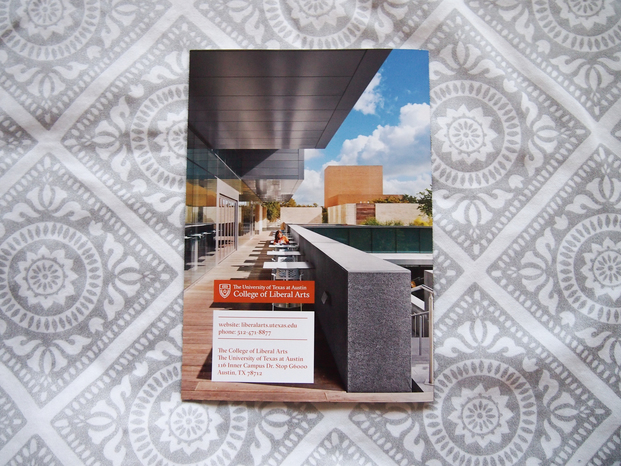 The University of Texas at Austin
College of Liberal Arts
website: liberalarts.utexas.edu
phone: 512-471-8877
The College of Liberal Arts
The University of Texas at Austin
116 Inner Campus Dr. Stop G6000
Austin, TX 78712